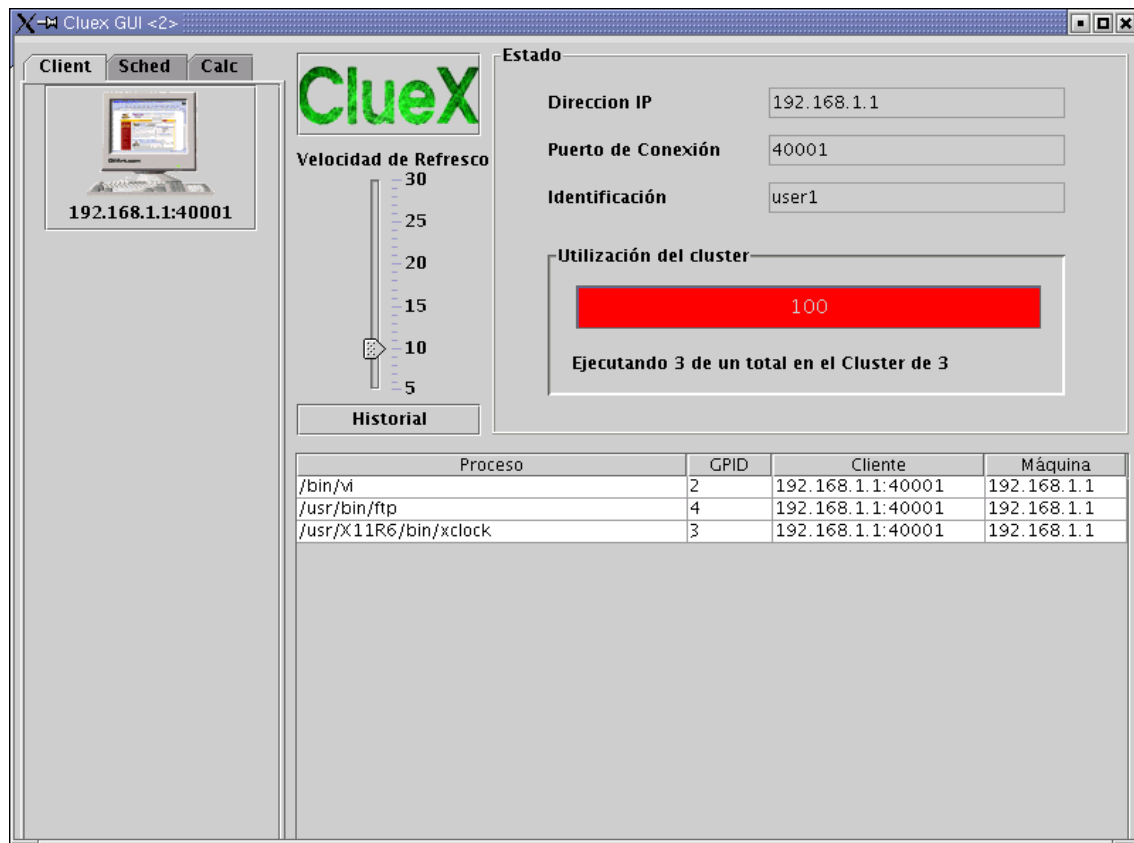 Cluex GUI <2>
Client Sched Calc
192.168.1.1:40001
ClueX
Velocidad de Refresco
30
25
20
15
10
5
Historial
Estado
Direccion IP 192.168.1.1
Puerto de Conexión 40001
Identificación user1
Utilización del cluster
100
Ejecutando 3 de un total en el Cluster de 3
Proceso GPID Cliente Máquina
/bin/vi 2 192.168.1.1:40001 192.168.1.1
/usr/bin/ftp 4 192.168.1.1:40001 192.168.1.1
/usr/X11R6/bin/xclock 3 192.168.1.1:40001 192.168.1.1